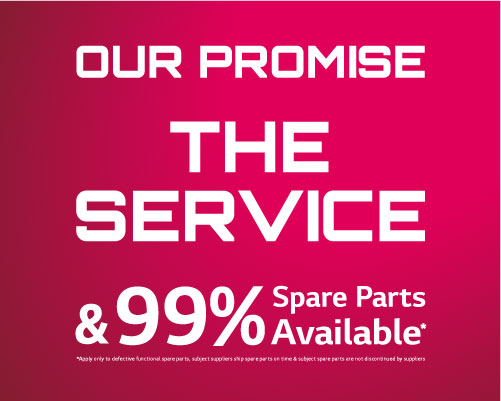 OUR PROMISE
THE
SERVICE
& 99% Spare Parts
Available*
*Apply only to defective functional spare parts, subject suppliers ship spare parts on time & subject spare parts are not discontinued by suppliers